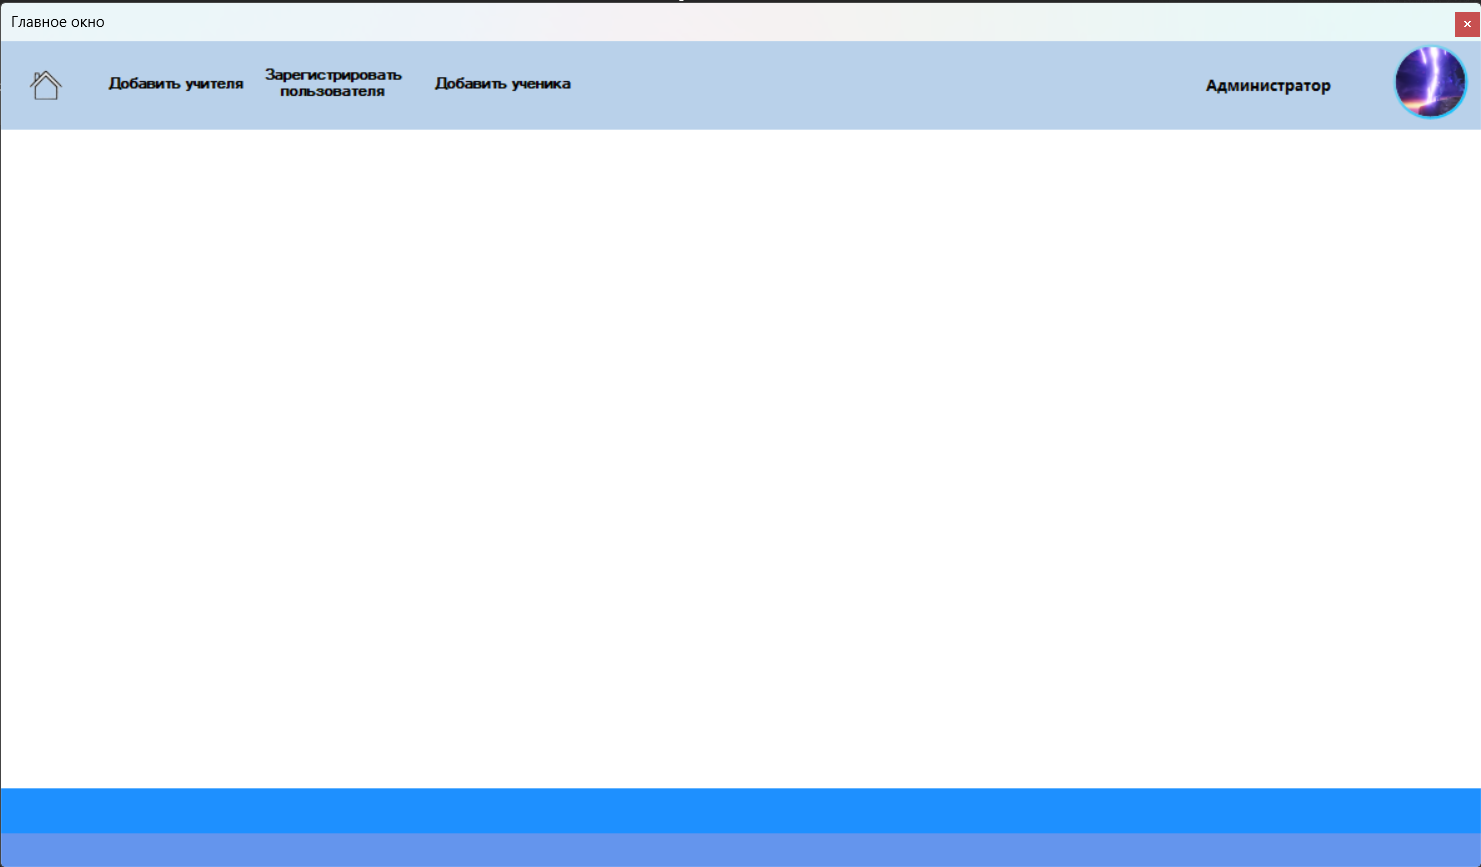 Главное окно
Добавить учителя
Зарегистрировать
пользователя
Добавить ученика
Администратор